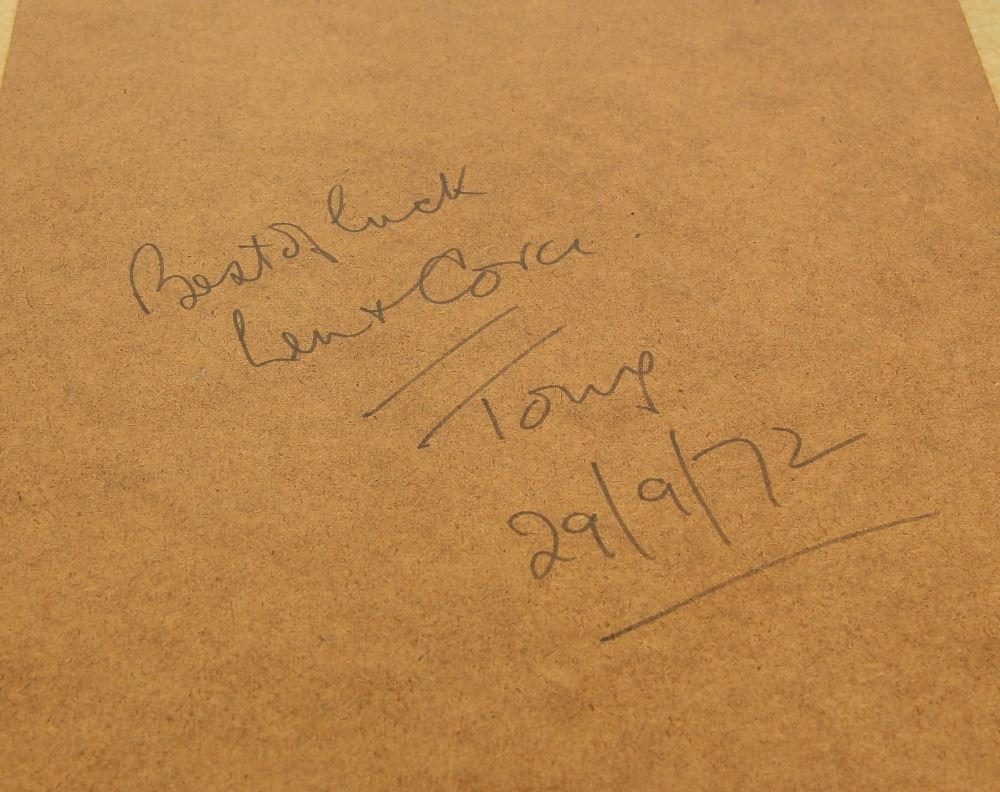 Best of luck
Len + Cora.
Tony.
29/9/72